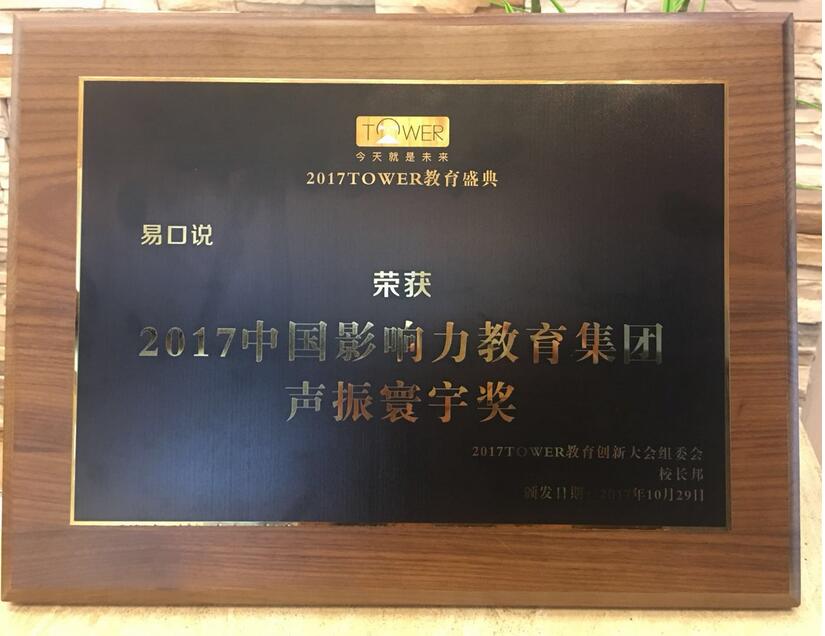 TOWER
今天就是未来
2017TOWER教育盛典
易口说
荣获
2017中国影响力教育集团
声振寰宇奖
2017TOWER教育创新大会组委会
校长邦
颁发日期：2017年10月29日